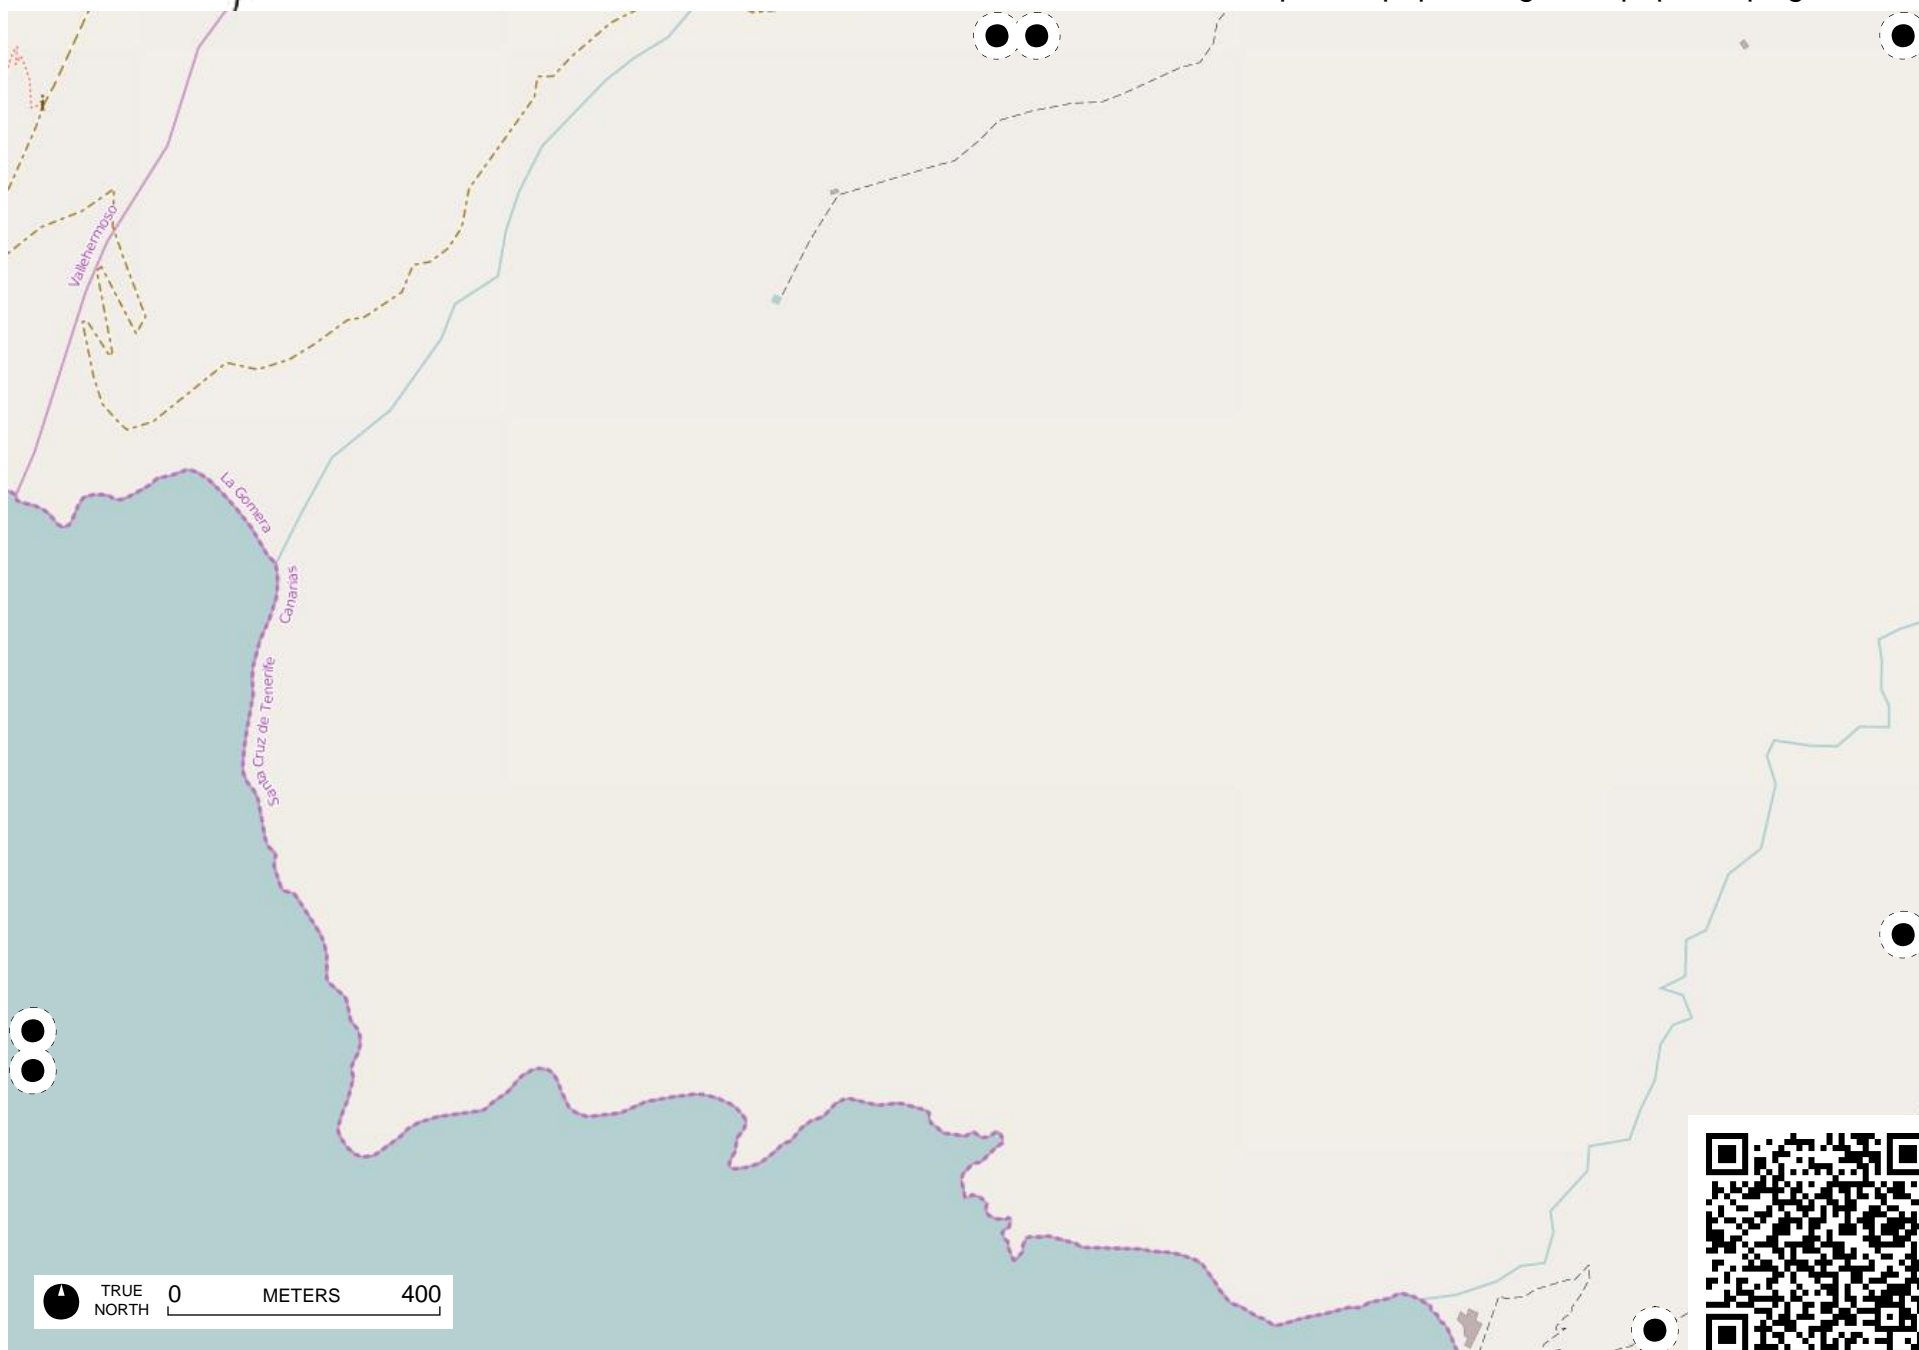 Vallehermoso
La Gomera
Canarias
Santa Cruz de Tenerife
TRUE
NORTH
0 METERS 400